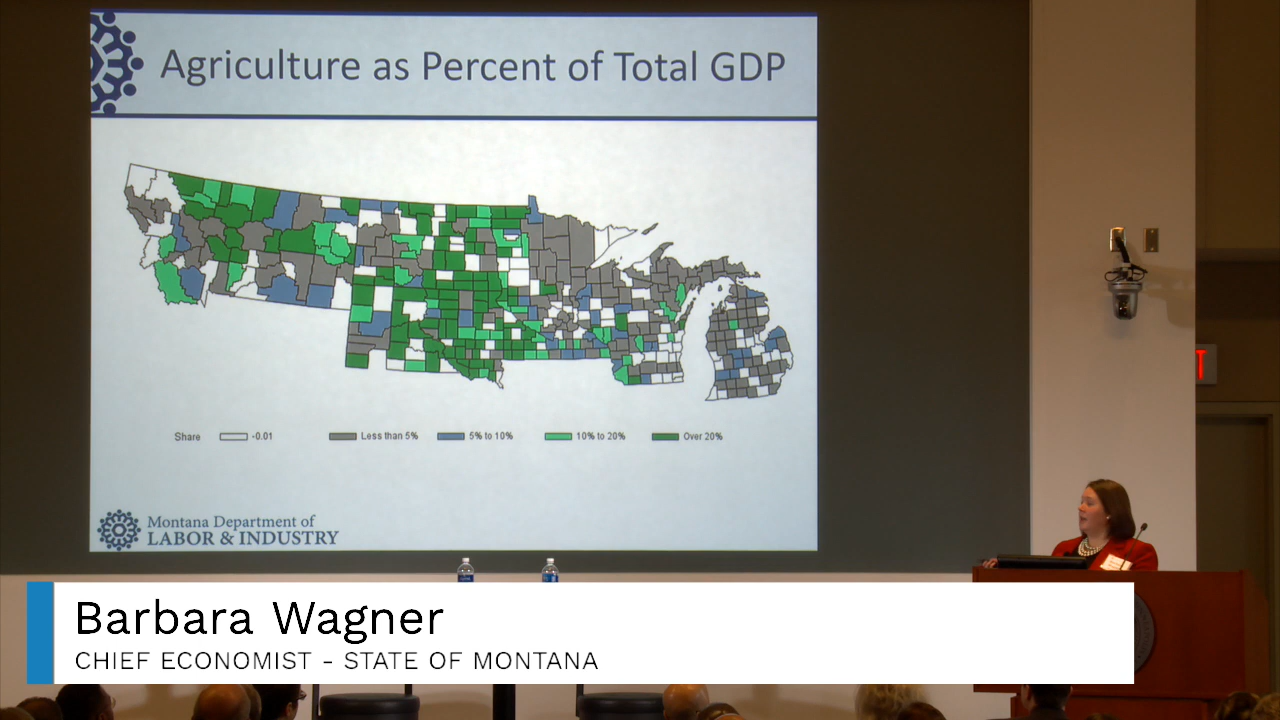 Agriculture as Percent of Total GDP
Share -0.01 Less than 5% 5% to 10% 10% to 20% Over 20%
Montana Department of
LABOR & INDUSTRY
Barbara Wagner
CHIEF ECONOMIST - STATE OF MONTANA